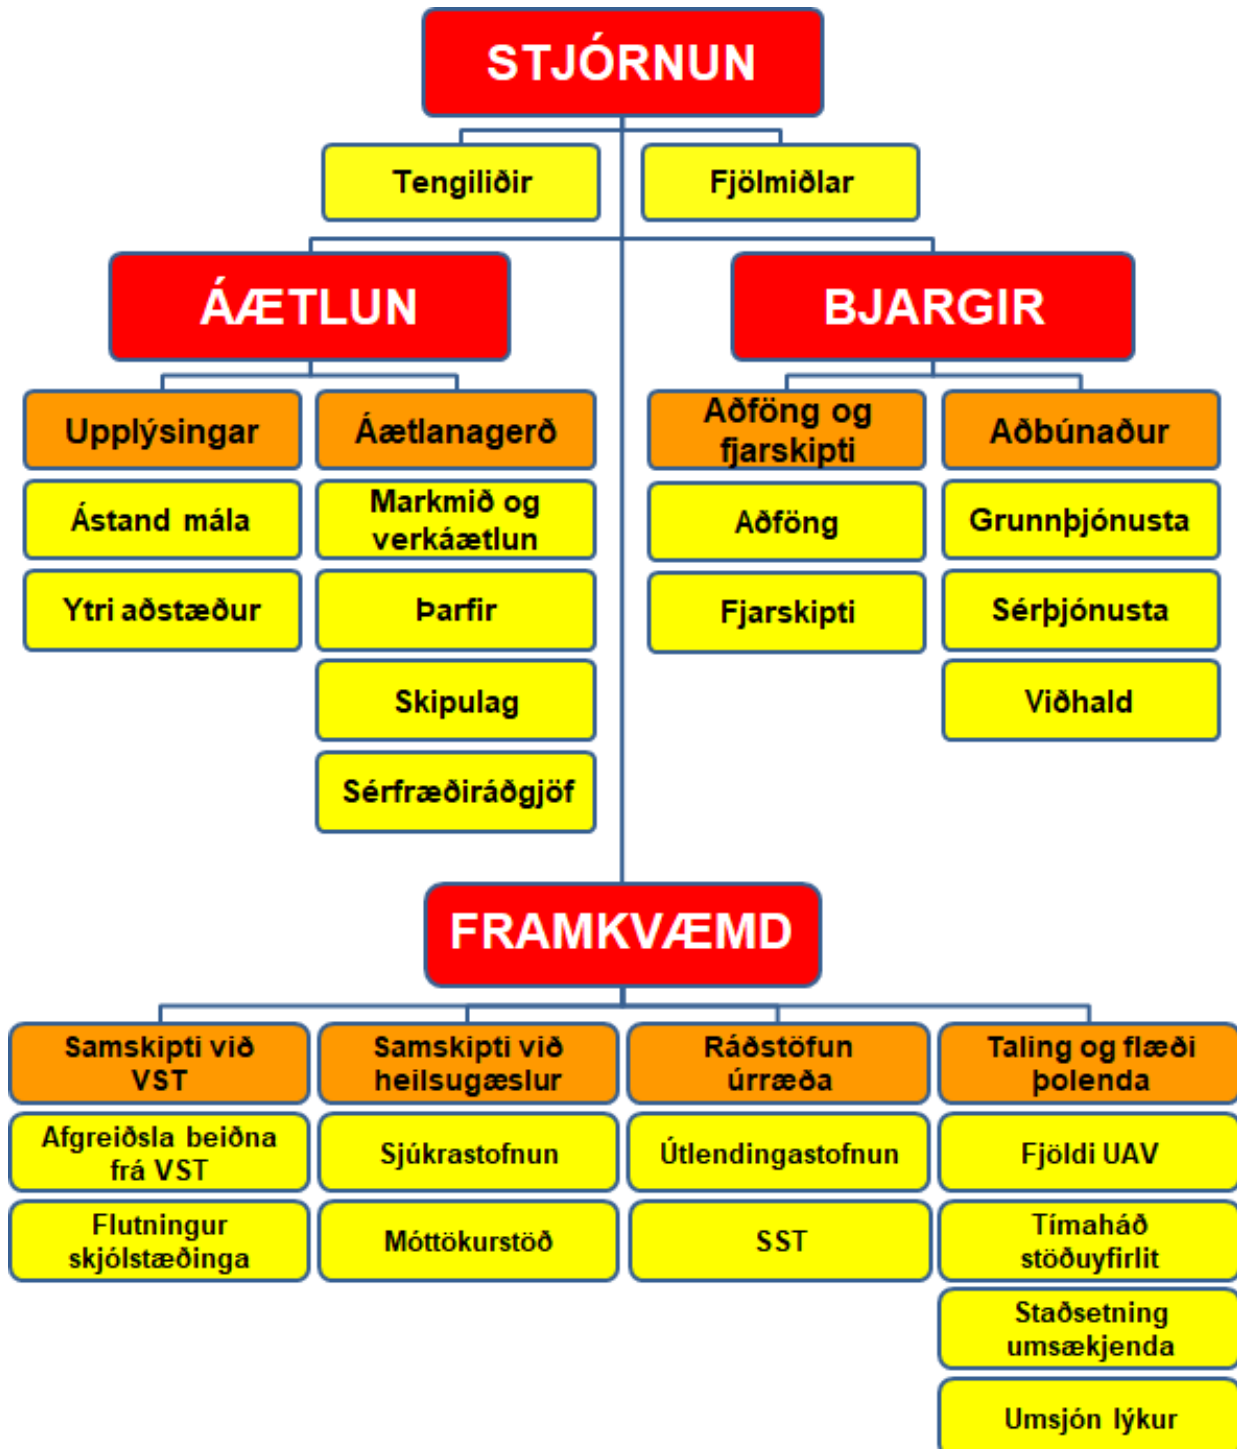 STJÓRNUN
Tengiliðir
Fjölmiðlar
ÁÆTLUN
BJARGIR
Upplýsingar
Ástand mála
Ytri aðstæður
Áætlanagerð
Markmið og
verkáætlun
Þarfir
Skipulag
Sérfræðiráðgjöf
Aðföng og
fjarskipti
Aðföng
Fjarskipti
Aðbúnaður
Grunnþjónusta
Sérþjónusta
Viðhald
FRAMKVÆMD
Samskipti við
VST
Afgreiðsla beiðna
frá VST
Flutningur
skjólstæðinga
Samskipti við
heilsugæslur
Sjúkrastofnun
Móttökurstöð
Ráðstöfun
úrræða
Útlendingastofnun
SST
Taling og flæði
þolenda
Fjöldi UAV
Tímaháð
stöðuyfirlit
Staðsetning
umsækjenda
Umsjón lýkur